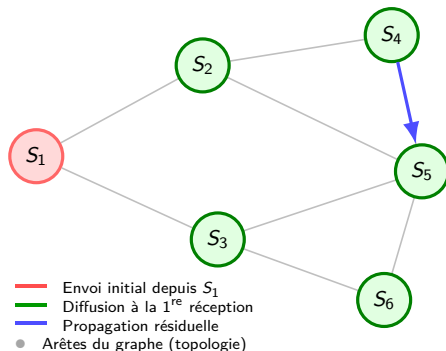 S4
S2
S1
S5
S3
S6
Envoi initial depuis S1
Diffusion à la 1re réception
Propagation résiduelle
Arêtes du graphe (topologie)